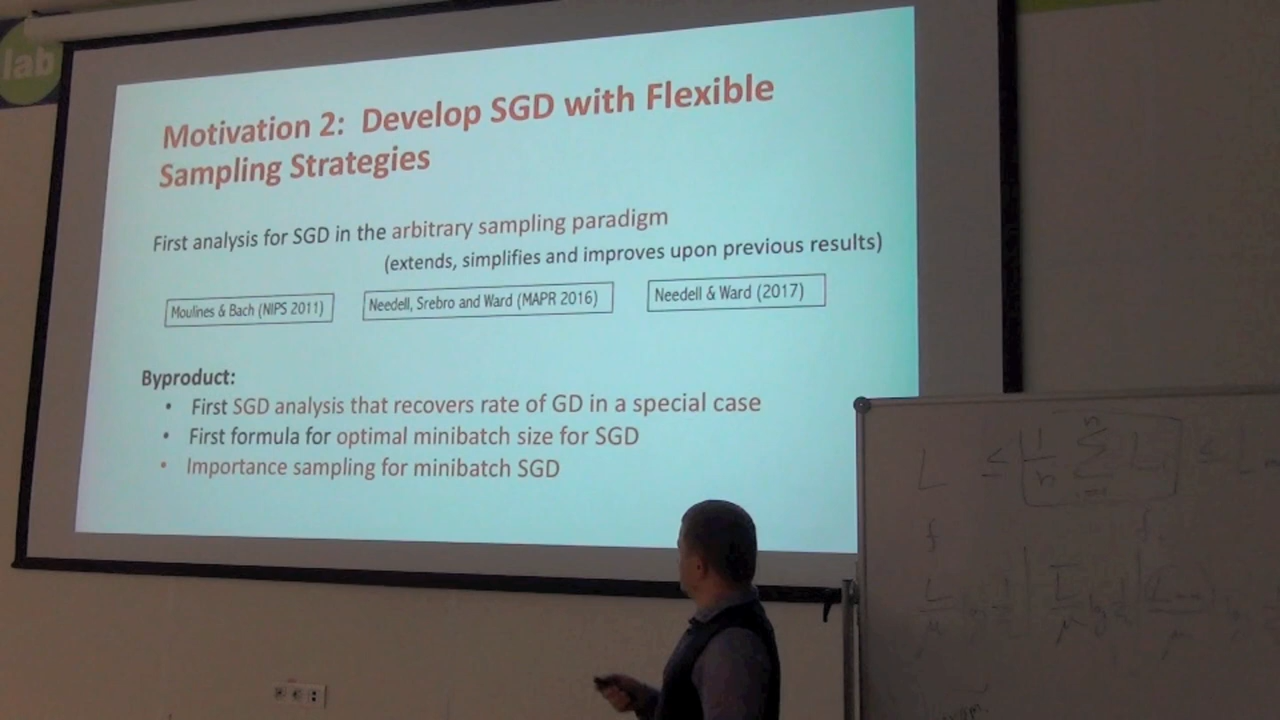 lab
Motivation 2: Develop SGD with Flexible
Sampling Strategies
First analysis for SGD in the arbitrary sampling paradigm
(extends, simplifies and improves upon previous results)
Moulines & Bach (NIPS 2011)
Needell, Srebro and Ward (MAPR 2016)
Needell & Ward (2017)
Byproduct:
• First SGD analysis that recovers rate of GD in a special case
• First formula for optimal minibatch size for SGD
• Importance sampling for minibatch SGD